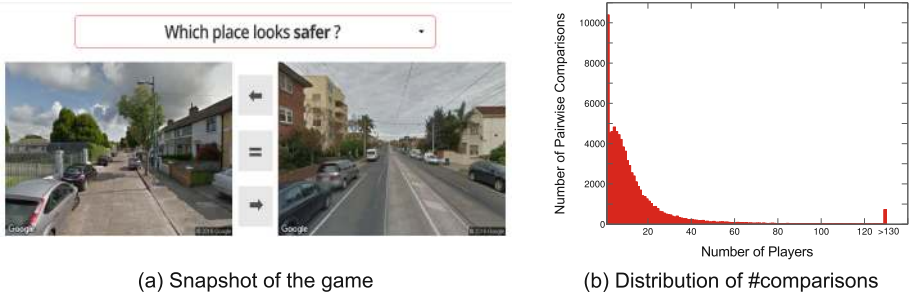 Which place looks safer ?
Google
© 2016 Google
Google
© 2016 Google
(a) Snapshot of the game
Number of Pairwise Comparisons
10000
8000
6000
4000
2000
0
20
40
60
80
100
120
>130
Number of Players
(b) Distribution of #comparisons